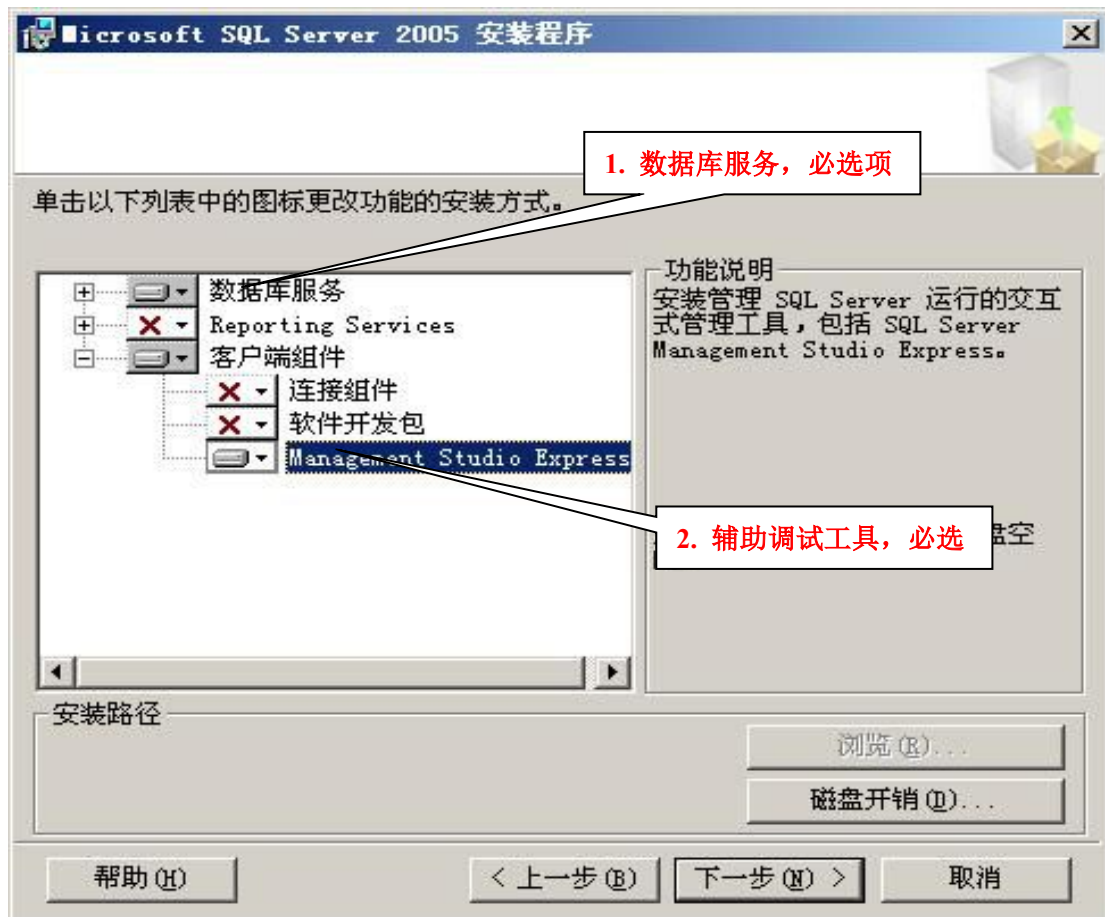 Microsoft SQL Server 2005 安装程序
1. 数据库服务，必选项
单击以下列表中的图标更改功能的安装方式。
数据库服务
Reporting Services
客户端组件
连接组件
软件开发包
Management Studio Express
功能说明
安装管理 SQL Server 运行的交互
式管理工具，包括 SQL Server
Management Studio Express。
2. 辅助调试工具，必选
盘空
安装路径
浏览(R)...
磁盘开销(D)...
帮助(H)
< 上一步(B)
下一步(N) >
取消